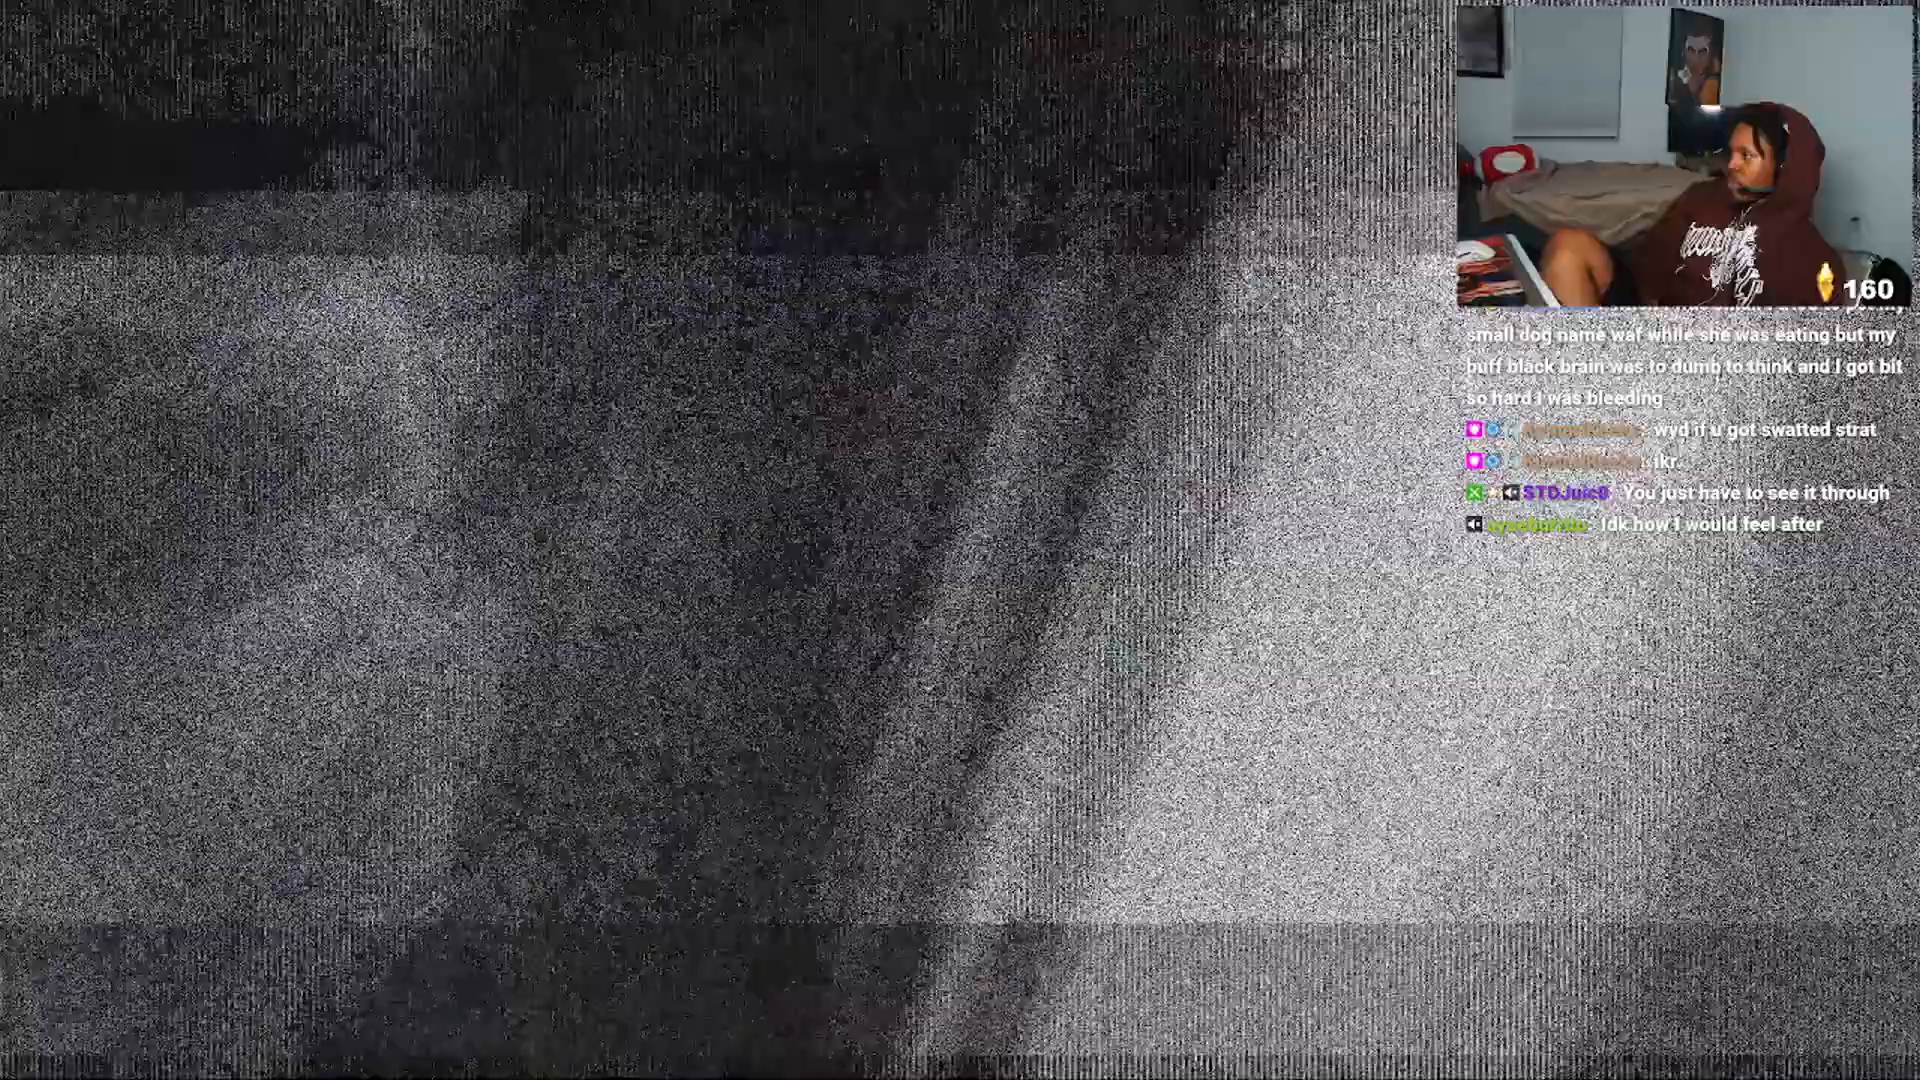 160
small dog name waf while she was eating but my
buff black brain was to dumb to think and I got bit
so hard I was bleeding
: wyd if u got swatted strat
: ikr
STDJuic8: You just have to see it through
: Idk how I would feel after